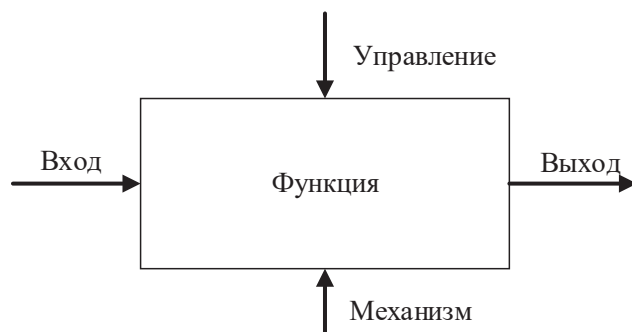 Управление
Вход
Функция
Выход
Механизм